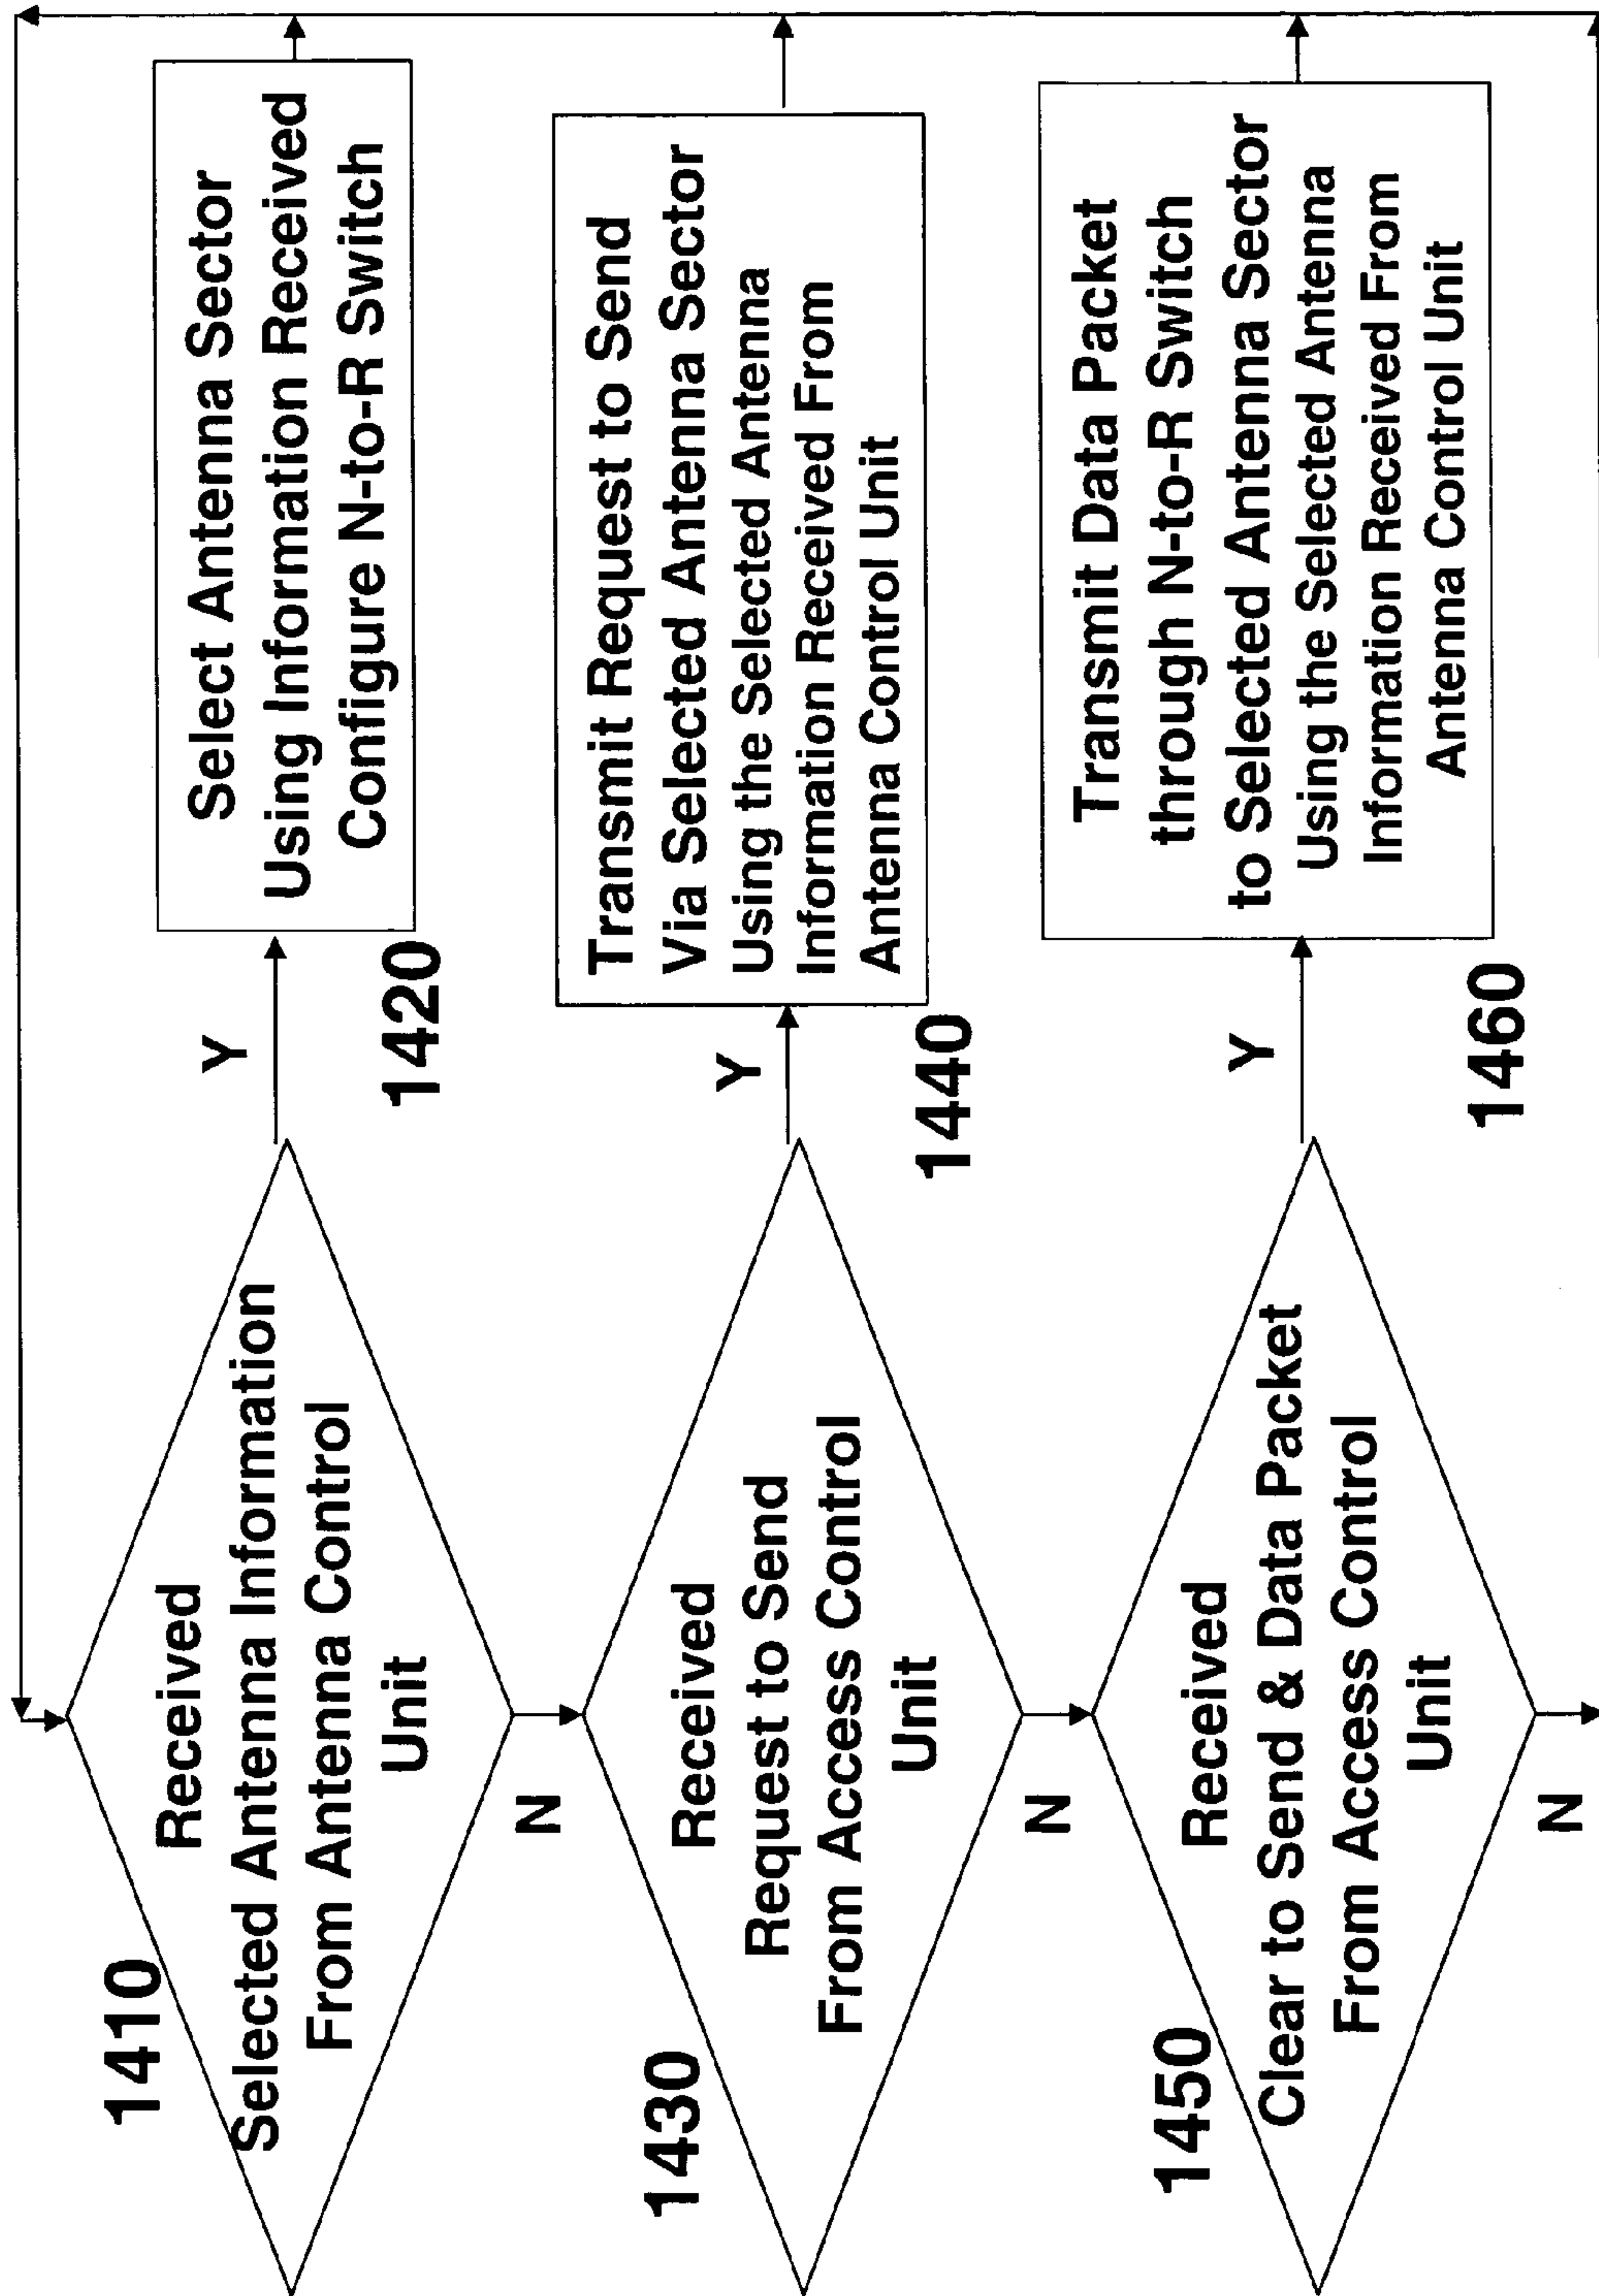 1410
Received
Selected Antenna Information
From Antenna Control
Unit
Y
1420
Select Antenna Sector
Using Information Received
Configure N-to-R Switch
N
1430
Received
Request to Send
From Access Control
Unit
Y
1440
Transmit Request to Send
Via Selected Antenna Sector
Using the Selected Antenna
Information Received From
Antenna Control Unit
N
1450
Received
Clear to Send & Data Packet
From Access Control
Unit
Y
1460
Transmit Data Packet
through N-to-R Switch
to Selected Antenna Sector
Using the Selected Antenna
Information Received From
Antenna Control Unit
N